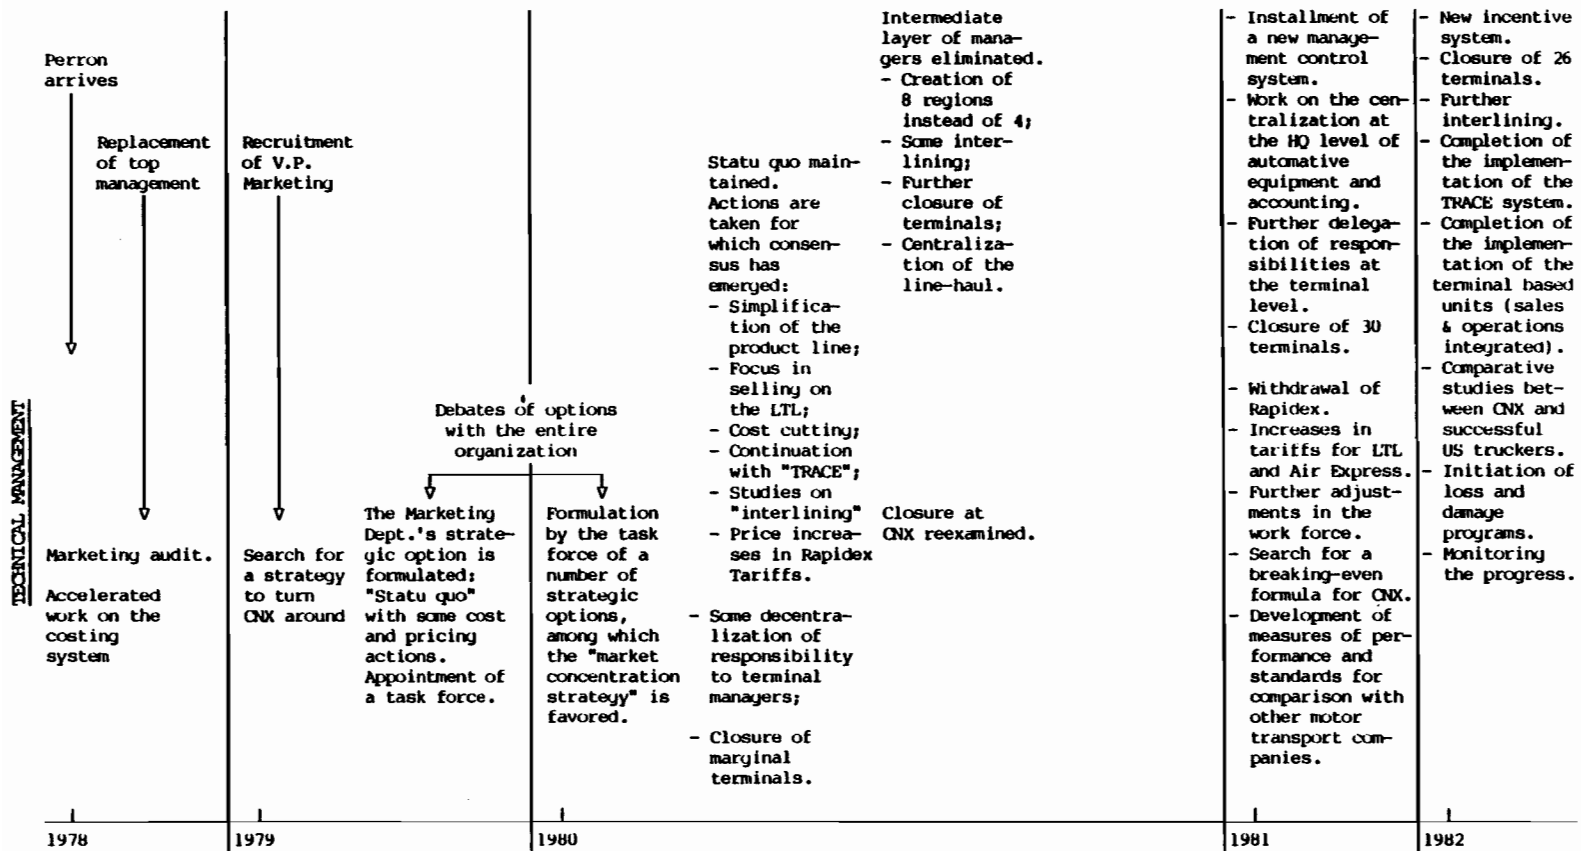 TECHNICAL MANAGEMENT
Perron
arrives
Replacement
of top
management
Marketing audit.
Accelerated
work on the
costing
system
Recruitment
of V.P.
Marketing
Search for
a strategy
to turn
CNX around
Debates of options
with the entire
organization
The Marketing
Dept.'s strate-
gic option is
formulated:
"Statu quo"
with some cost
and pricing
actions.
Appointment of
a task force.
Formulation
by the task
force of a
number of
strategic
options,
among which
the "market
concentration
strategy" is
favored.
Statu quo main-
tained.
Actions are
taken for
which consen-
sus has
emerged:
- Simplifica-
tion of the
product line;
- Focus in
selling on
the LTL;
- Cost cutting;
- Continuation
with "TRACE";
- Studies on
"interlining"
- Price increa-
ses in Rapidex
Tariffs.
- Some decentra-
lization of
responsibility
to terminal
managers;
- Closure of
marginal
terminals.
Intermediate
layer of mana-
gers eliminated.
- Creation of
8 regions
instead of 4;
- Some inter-
lining;
- Further
closure of
terminals;
- Centraliza-
tion of the
line-haul.
Closure at
CNX reexamined.
- Installment of
a new manage-
ment control
system.
- Work on the cen-
tralization at
the HQ level of
automative
equipment and
accounting.
- Further delega-
tion of respon-
sibilities at
the terminal
level.
- Closure of 30
terminals.
- Withdrawal of
Rapidex.
- Increases in
tariffs for LTL
and Air Express.
- Further adjust-
ments in the
work force.
- Search for a
breaking-even
formula for CNX.
- Development of
measures of per-
formance and
standards for
comparison with
other motor
transport com-
panies.
- New incentive
system.
- Closure of 26
terminals.
- Further
interlining.
- Completion of
the implemen-
tation of the
TRACE system.
- Completion of
the implemen-
tation of the
terminal based
units (sales
& operations
integrated).
- Comparative
studies bet-
ween CNX and
successful
US truckers.
- Initiation of
loss and
damage
programs.
- Monitoring
the progress.
1978
1979
1980
1981
1982